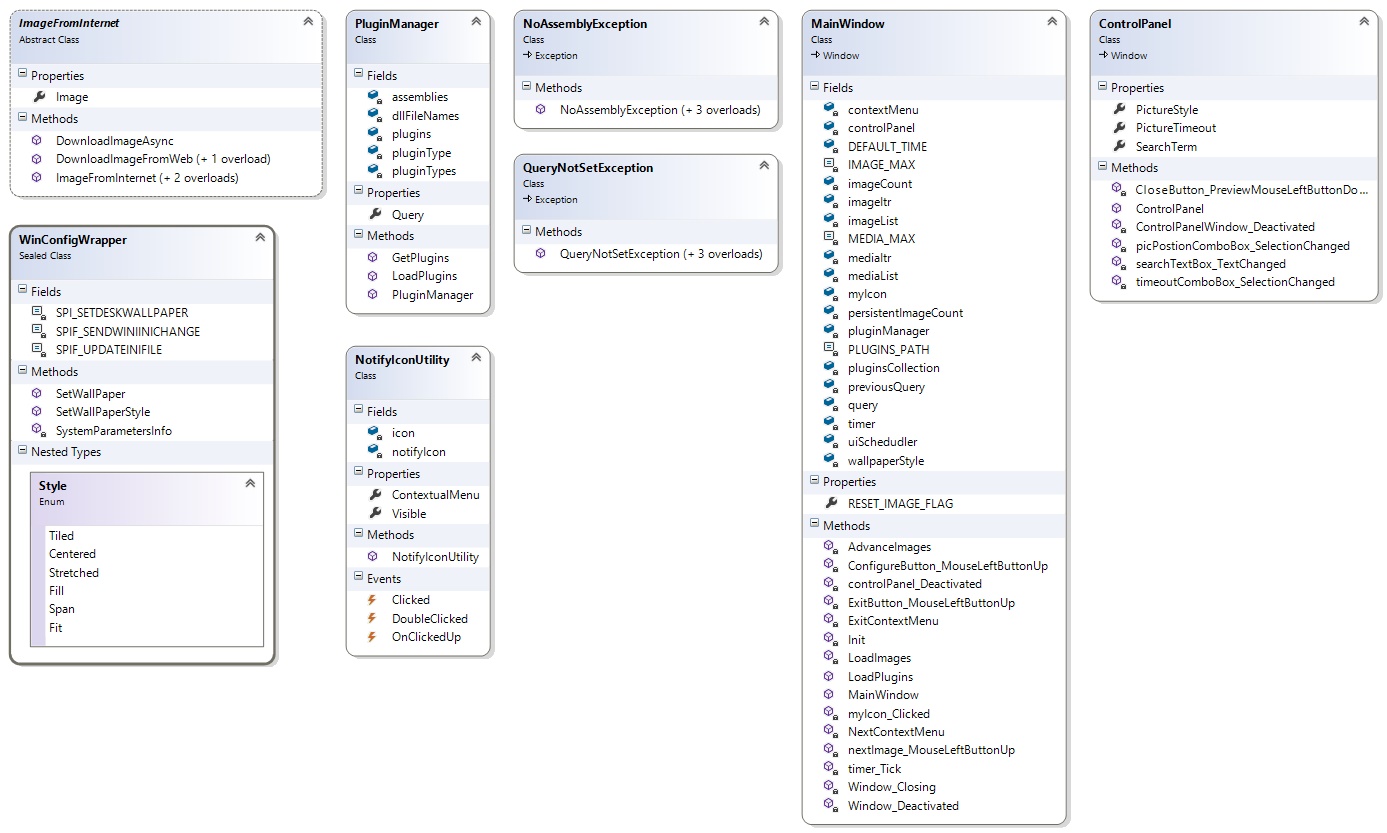 ImageFromInternet
Abstract Class
Properties
Image
Methods
DownloadImageAsync
DownloadImageFromWeb (+ 1 overload)
ImageFromInternet (+ 2 overloads)
WinConfigWrapper
Sealed Class
Fields
SPI_SETDESKWALLPAPER
SPIF_SENDWININICHANGE
SPIF_UPDATEINIFILE
Methods
SetWallPaper
SetWallPaperStyle
SystemParametersInfo
Nested Types
Style
Enum
Tiled
Centered
Stretched
Fill
Span
Fit
PluginManager
Class
Fields
assemblies
dllFileNames
plugins
pluginType
pluginTypes
Properties
Query
Methods
GetPlugins
LoadPlugins
PluginManager
NotifyIconUtility
Class
Fields
icon
notifyIcon
Properties
ContextualMenu
Visible
Methods
NotifyIconUtility
Events
Clicked
DoubleClicked
OnClickedUp
NoAssemblyException
Class
Exception
Methods
NoAssemblyException (+ 3 overloads)
QueryNotSetException
Class
Exception
Methods
QueryNotSetException (+ 3 overloads)
MainWindow
Class
Window
Fields
contextMenu
controlPanel
DEFAULT_TIME
IMAGE_MAX
imageCount
imageItr
imageList
MEDIA_MAX
mediaItr
mediaList
myIcon
persistentImageCount
pluginManager
PLUGINS_PATH
pluginsCollection
previousQuery
query
timer
uiSchedudler
wallpaperStyle
Properties
RESET_IMAGE_FLAG
Methods
AdvanceImages
ConfigureButton_MouseLeftButtonUp
controlPanel_Deactivated
ExitButton_MouseLeftButtonUp
ExitContextMenu
Init
LoadImages
LoadPlugins
MainWindow
myIcon_Clicked
NextContextMenu
nextImage_MouseLeftButtonUp
timer_Tick
Window_Closing
Window_Deactivated
ControlPanel
Class
Window
Properties
PictureStyle
PictureTimeout
SearchTerm
Methods
CloseButton_PreviewMouseLeftButtonDo...
ControlPanel
ControlPanelWindow_Deactivated
picPostionComboBox_SelectionChanged
searchTextBox_TextChanged
timeoutComboBox_SelectionChanged